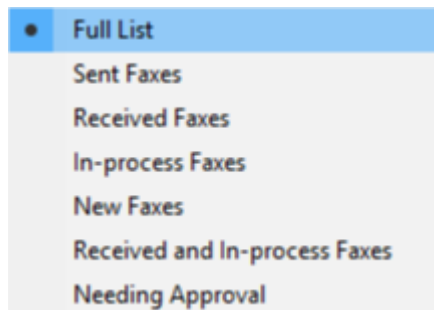 Full List
Sent Faxes
Received Faxes
In-process Faxes
New Faxes
Received and In-process Faxes
Needing Approval